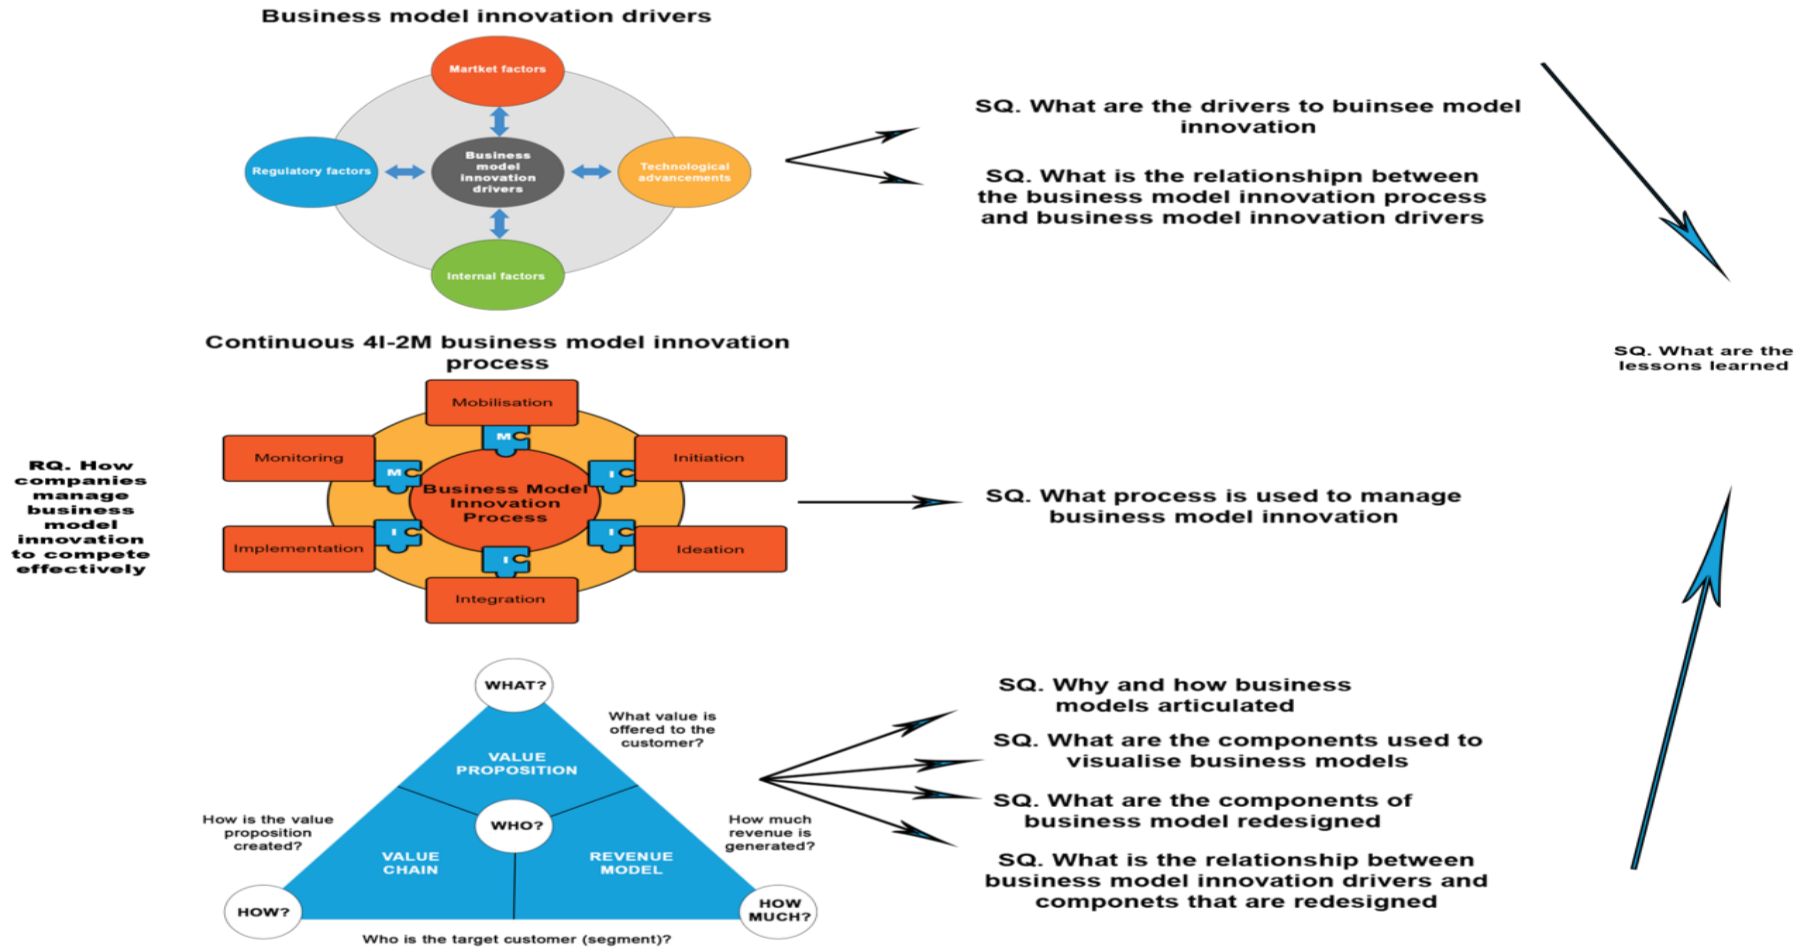 Business model innovation drivers
Martket factors
Regulatory factors
Business
model
innovation
drivers
Technological
advancements
Internal factors
SQ. What are the drivers to buinsee model
innovation
SQ. What is the relationshipn between
the business model innovation process
and business model innovation drivers
SQ. What are the
lessons learned
Continuous 4I-2M business model innovation
process
Mobilisation
M
Monitoring
M
Initiation
I
Business Model
Innovation
Process
Implementation
I
Ideation
I
Integration
I
RQ. How
companies
manage
business
model
innovation
to compete
effectively
SQ. What process is used to manage
business model innovation
WHAT?
What value is
offered to the
customer?
VALUE
PROPOSITION
How is the value
proposition
created?
WHO?
How much
revenue is
generated?
VALUE
CHAIN
REVENUE
MODEL
HOW?
HOW
MUCH?
Who is the target customer (segment)?
SQ. Why and how business
models articulated
SQ. What are the components used to
visualise business models
SQ. What are the components of
business model redesigned
SQ. What is the relationship between
business model innovation drivers and
componets that are redesigned